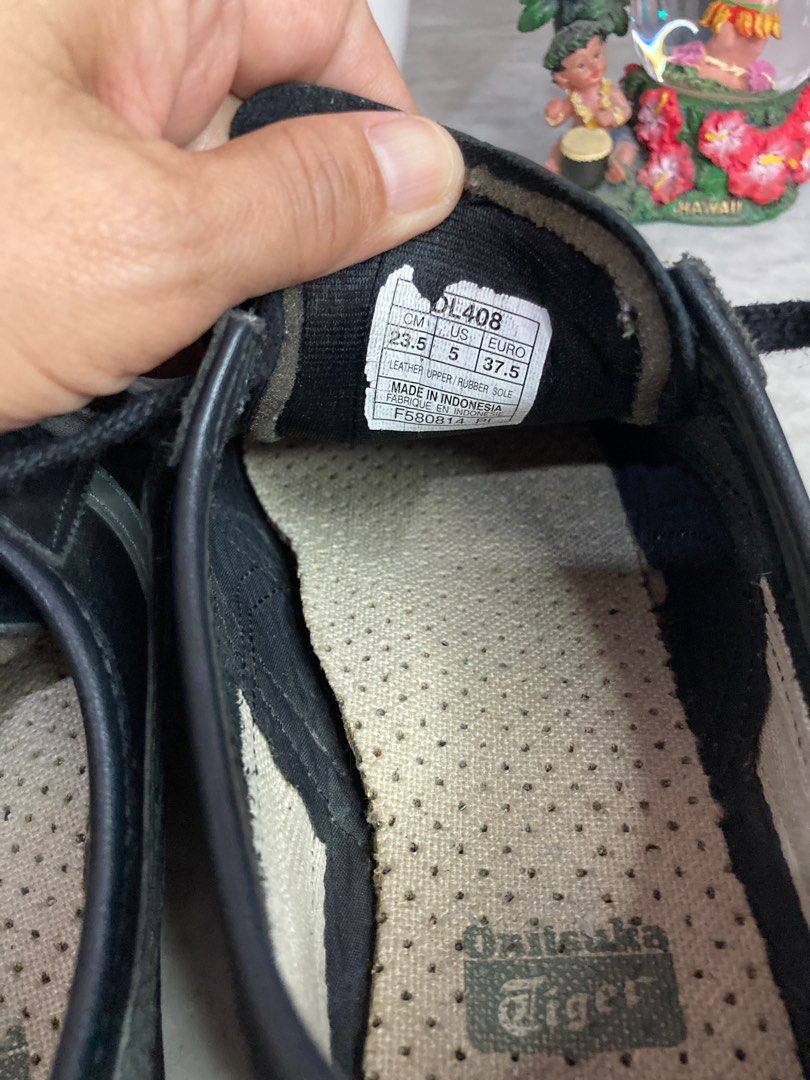 HAWAII
DL408
CM US EURO
23.5 5 37.5
LEATHER UPPER/RUBBER SOLE
MADE IN INDONESIA
FABRIQUE EN INDONESIE
F580814
Onitsuka
Tiger